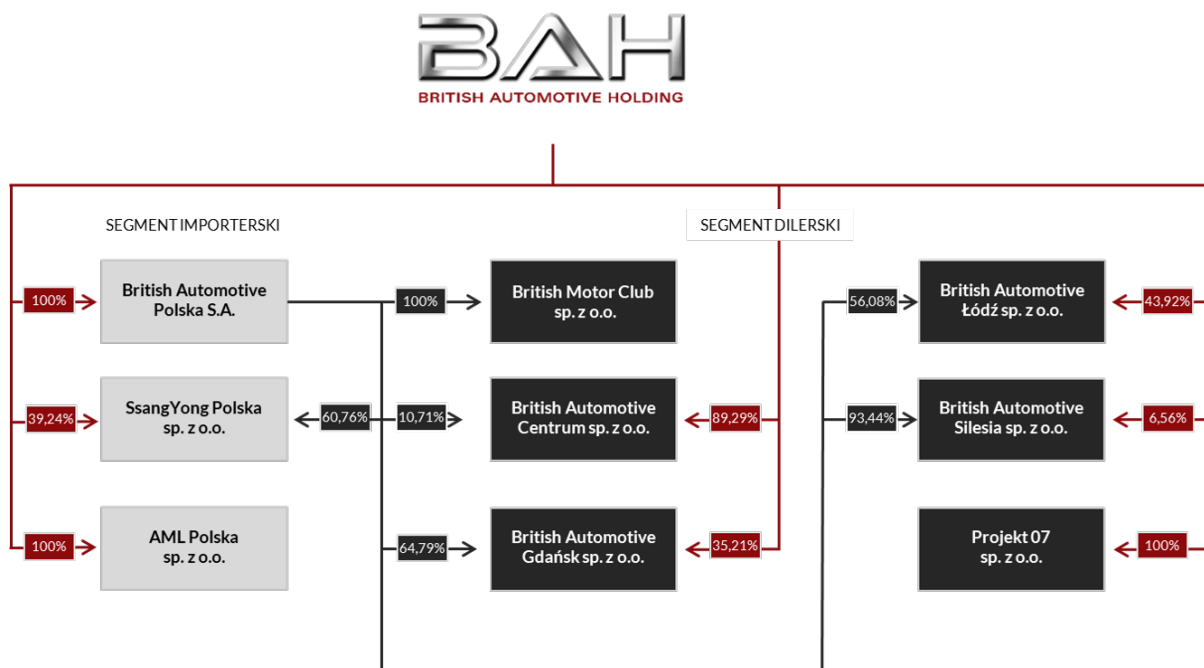 BAH
BRITISH AUTOMOTIVE HOLDING
SEGMENT IMPORTERSKI
SEGMENT DILERSKI
100%
British Automotive
Polska S.A.
100%
British Motor Club
sp. z o.o.
56,08%
British Automotive
Łódź sp. z o.o.
43,92%
39,24%
SsangYong Polska
sp. z o.o.
60,76%
10,71%
British Automotive
Centrum sp. z o.o.
89,29%
93,44%
British Automotive
Silesia sp. z o.o.
6,56%
100%
AML Polska
sp. z o.o.
64,79%
British Automotive
Gdańsk sp. z o.o.
35,21%
Projekt 07
sp. z o.o.
100%